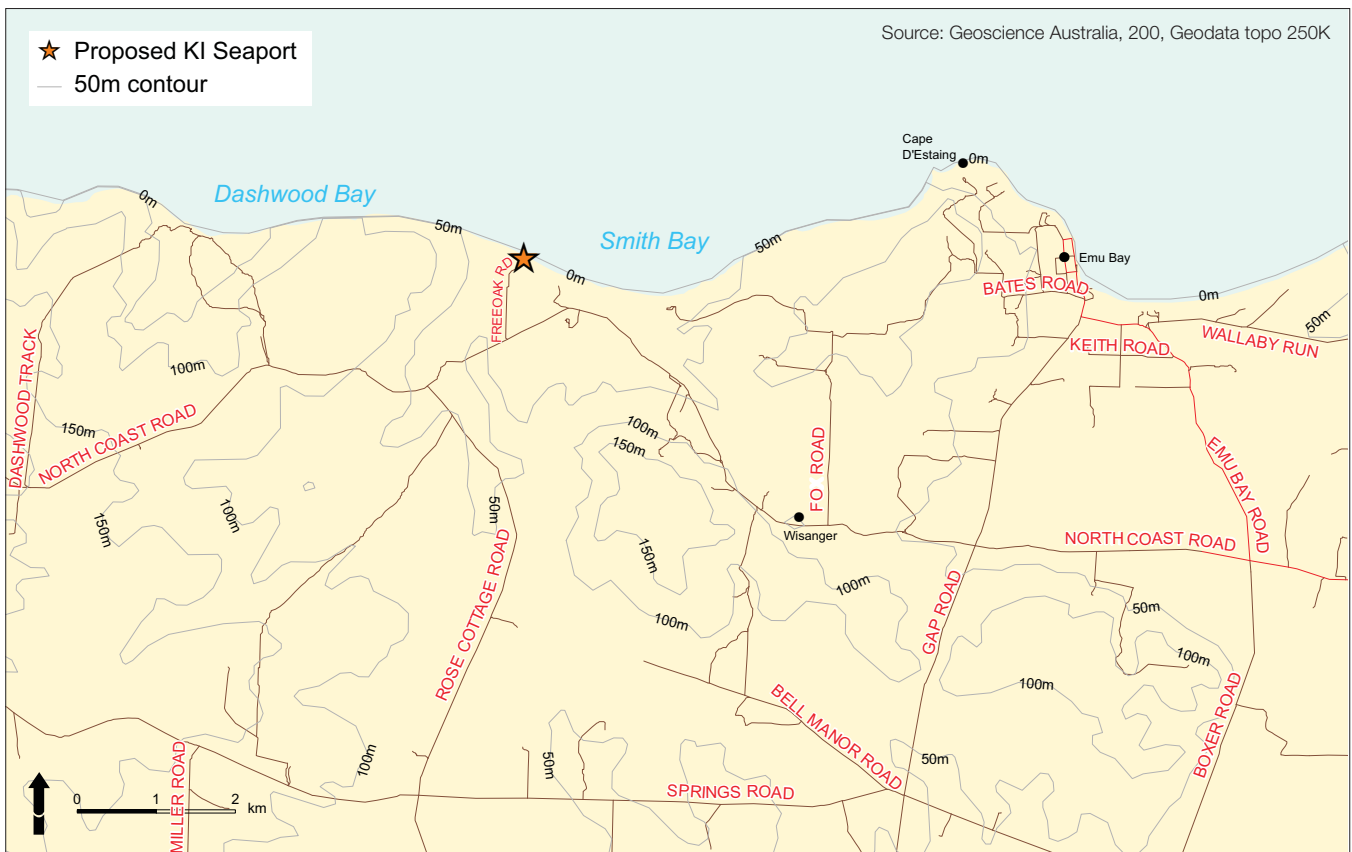 Source: Geoscience Australia, 200, Geodata topo 250K
Proposed KI Seaport
50m contour
Cape
D'Estaing
0m
0m
Dashwood Bay
50m
Smith Bay
50m
Emu Bay
FREEOAK RD
0m
BATES ROAD
0m
50m
WALLABY RUN
KEITH ROAD
DASHWOOD TRACK
100m
NORTH COAST ROAD
150m
100m
150m
FO ROAD
EMU BAY ROAD
50m
100m
150m
Wisanger
NORTH COAST ROAD
150m
100m
ROSE COTTAGE ROAD
GAP ROAD
50m
100m
100m
100m
BELL MANOR ROAD
BOXER ROAD
100m
50m
50m
MILLER ROAD
SPRINGS ROAD
0 1 2
km